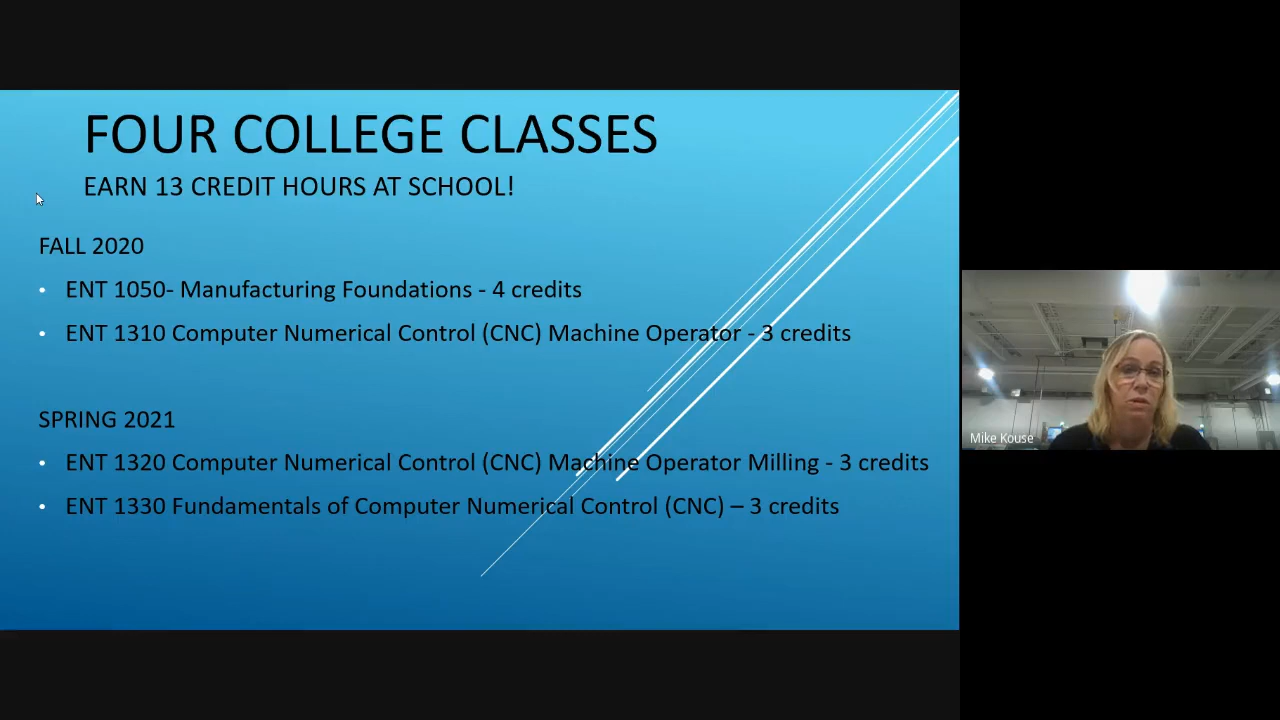 FOUR COLLEGE CLASSES
EARN 13 CREDIT HOURS AT SCHOOL!
FALL 2020
• ENT 1050- Manufacturing Foundations - 4 credits
• ENT 1310 Computer Numerical Control (CNC) Machine Operator - 3 credits
SPRING 2021
• ENT 1320 Computer Numerical Control (CNC) Machine Operator Milling - 3 credits
• ENT 1330 Fundamentals of Computer Numerical Control (CNC) – 3 credits
Mike Kouse